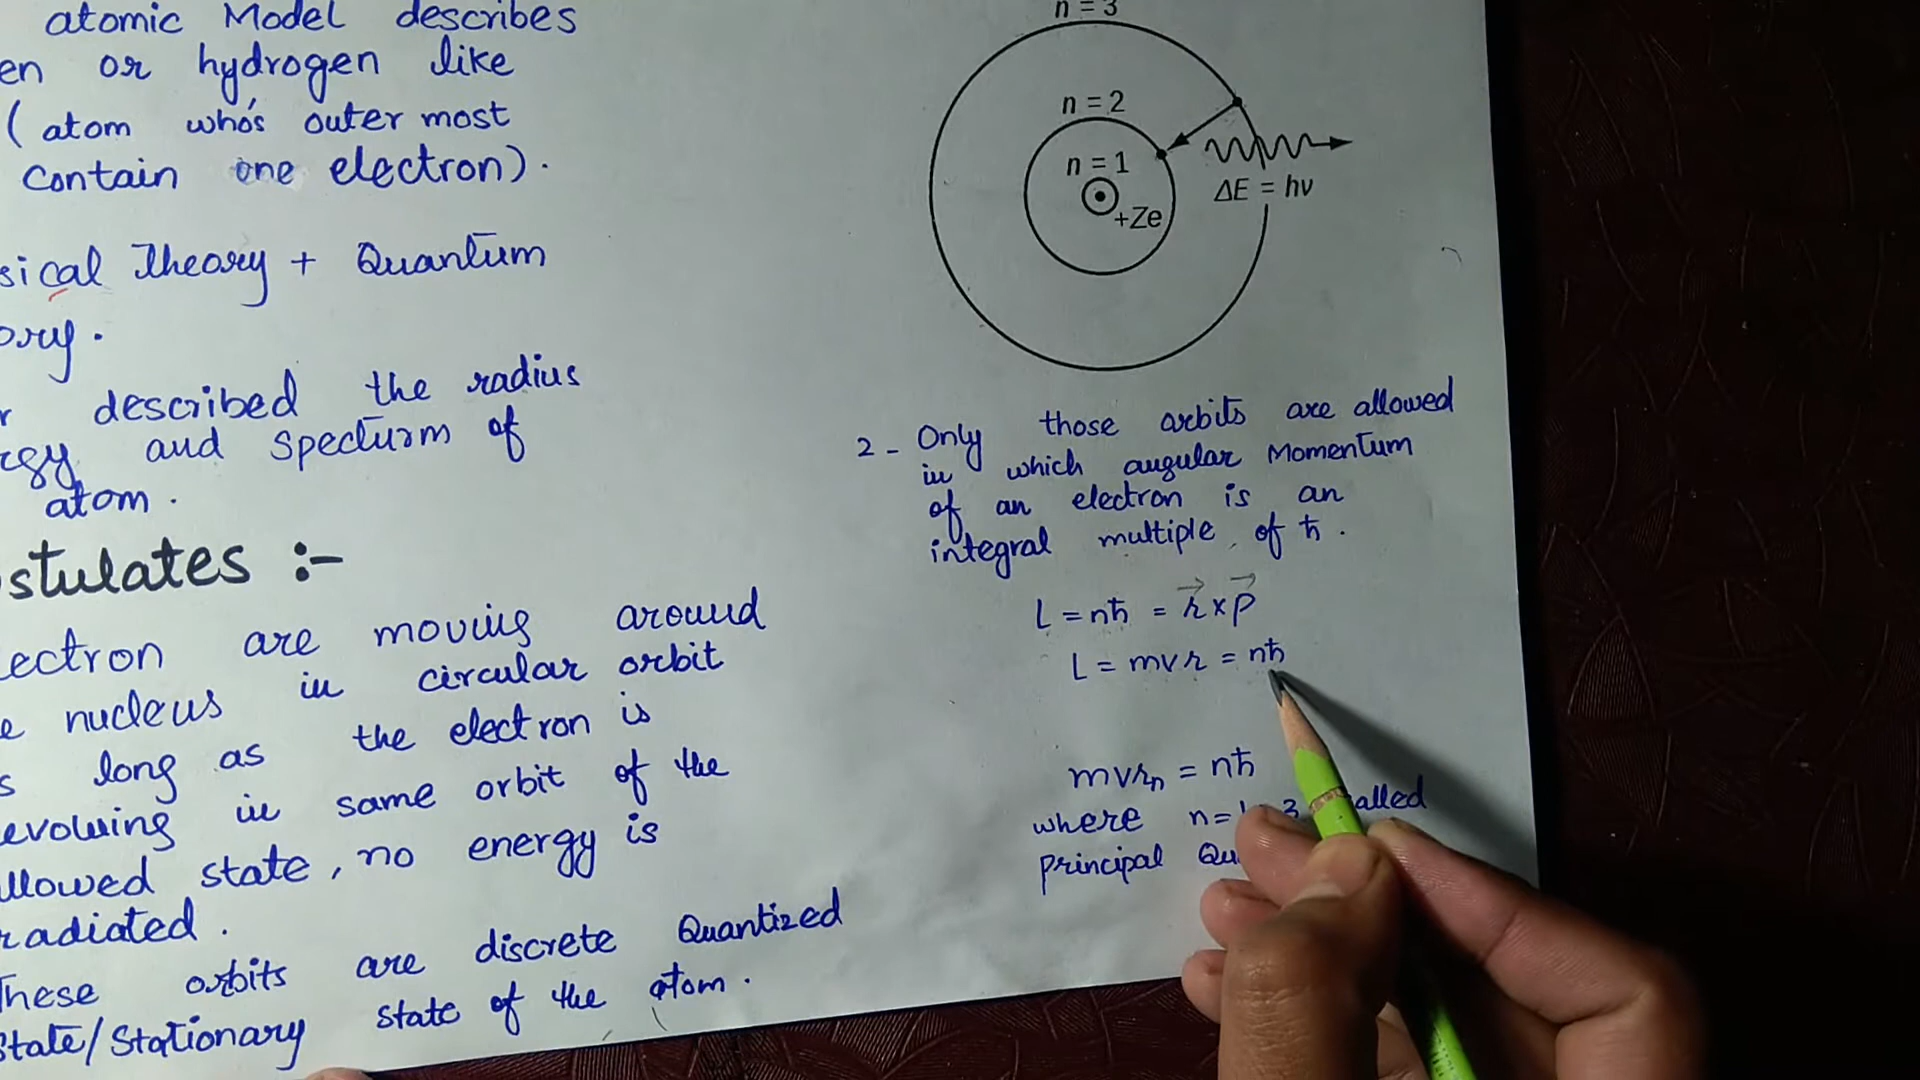 atomic Model describes
en or hydrogen like
( atom who's outer most
contain one electron).
sical Theory + Quantum
ory.
r described the radius
rgy and Specturm of
atom.
stulates :-
ectron are moving around
e nucleus in circular orbit
s long as the electron is
evolving in same orbit of the
llowed state, no energy is
radiated.
These orbits are discrete Quantized
State/Stationary state of the atom.
n = 3
n = 2
n = 1
+Ze
ΔE = hν
2 - Only those orbits are allowed
in which angular Momentum
of an electron is an
integral multiple of ħ.
L = nħ = r⃗ × p⃗
L = mvr = nħ
mvrₙ = nħ
where n= 3
principal